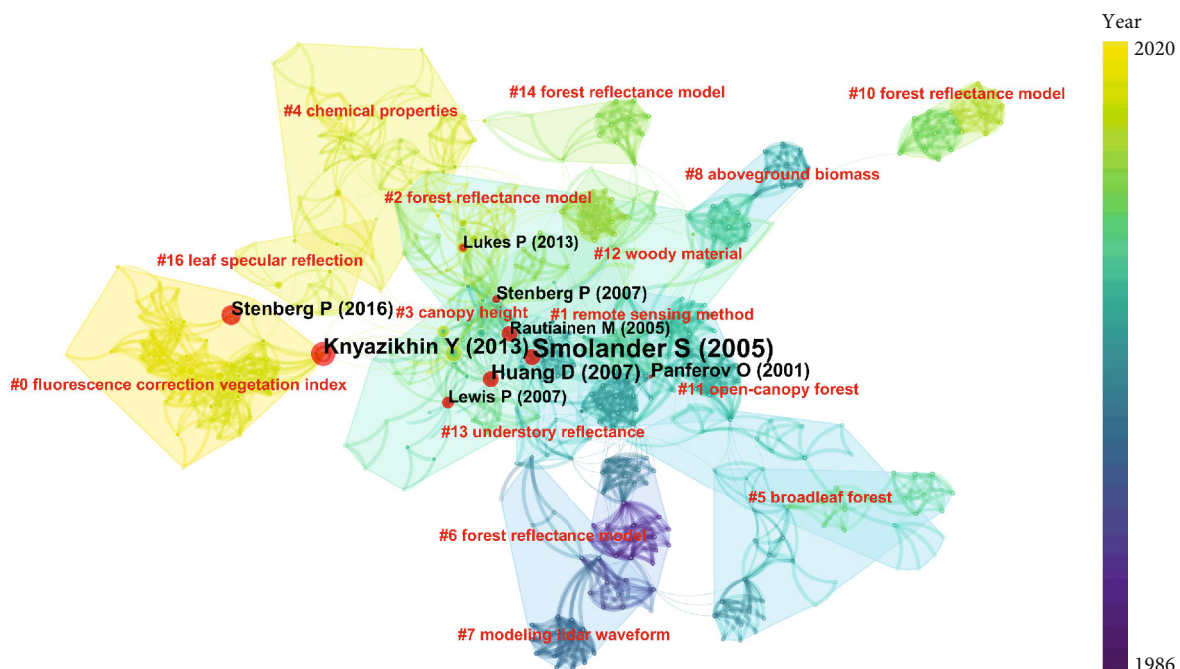 Year
2020
#14 forest reflectance model
#10 forest reflectance model
#4 chemical properties
#8 aboveground biomass
#2 forest reflectance model
Lukes P (2013)
#12 woody material
#16 leaf specular reflection
Stenberg P (2007)
Stenberg P (2016)
#3 canopy height
#1 remote sensing method
Rautiainen M (2005)
Knyazikhin Y (2013)
Smolander S (2005)
Huang D (2007)
Panferov O (2001)
#0 fluorescence correction vegetation index
#11 open-canopy forest
Lewis P (2007)
#13 understory reflectance
#5 broadleaf forest
#6 forest reflectance model
#7 modeling lidar waveform
1986